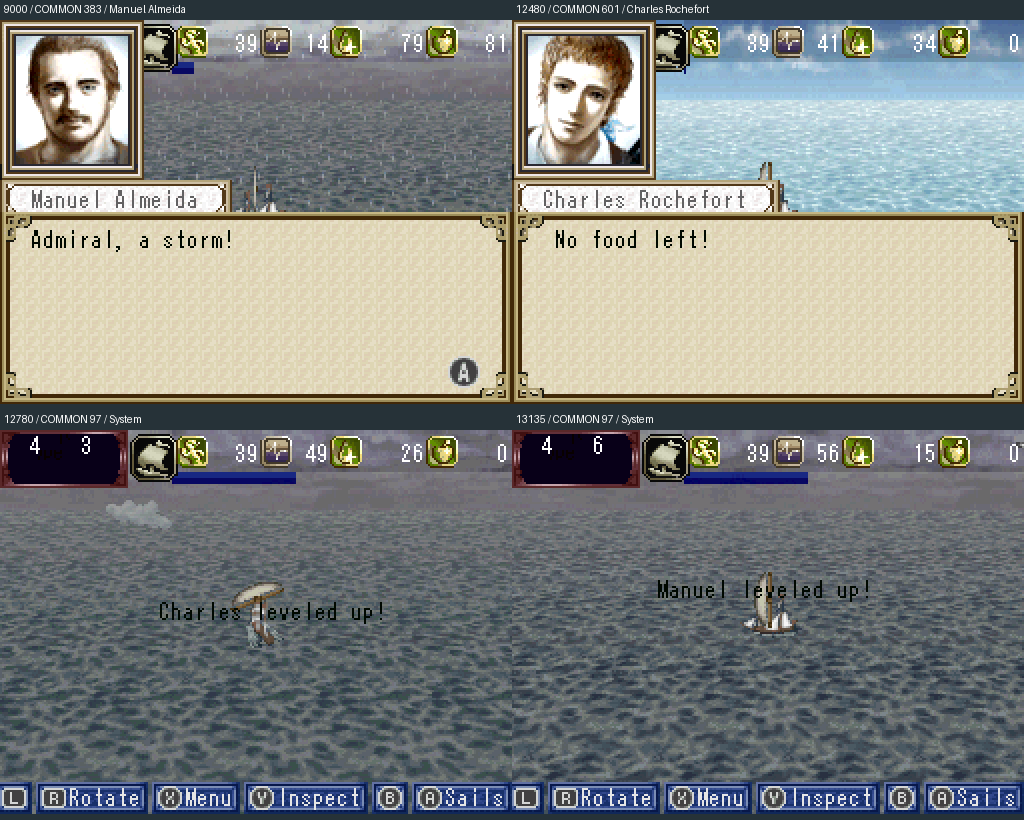 9000 / COMMON 383 / Manuel Almeida
39 14 79 81
Manuel Almeida
Admiral, a storm!
A
12480 / COMMON 601 / Charles Rochefort
39 41 34 0
Charles Rochefort
No food left!
12780 / COMMON 97 / System
4 3 39 49 26 0
Charles leveled up!
L R Rotate X Menu Y Inspect B A Sails
13135 / COMMON 97 / System
4 6 39 56 15 0
Manuel leveled up!
L R Rotate X Menu Y Inspect B A Sails